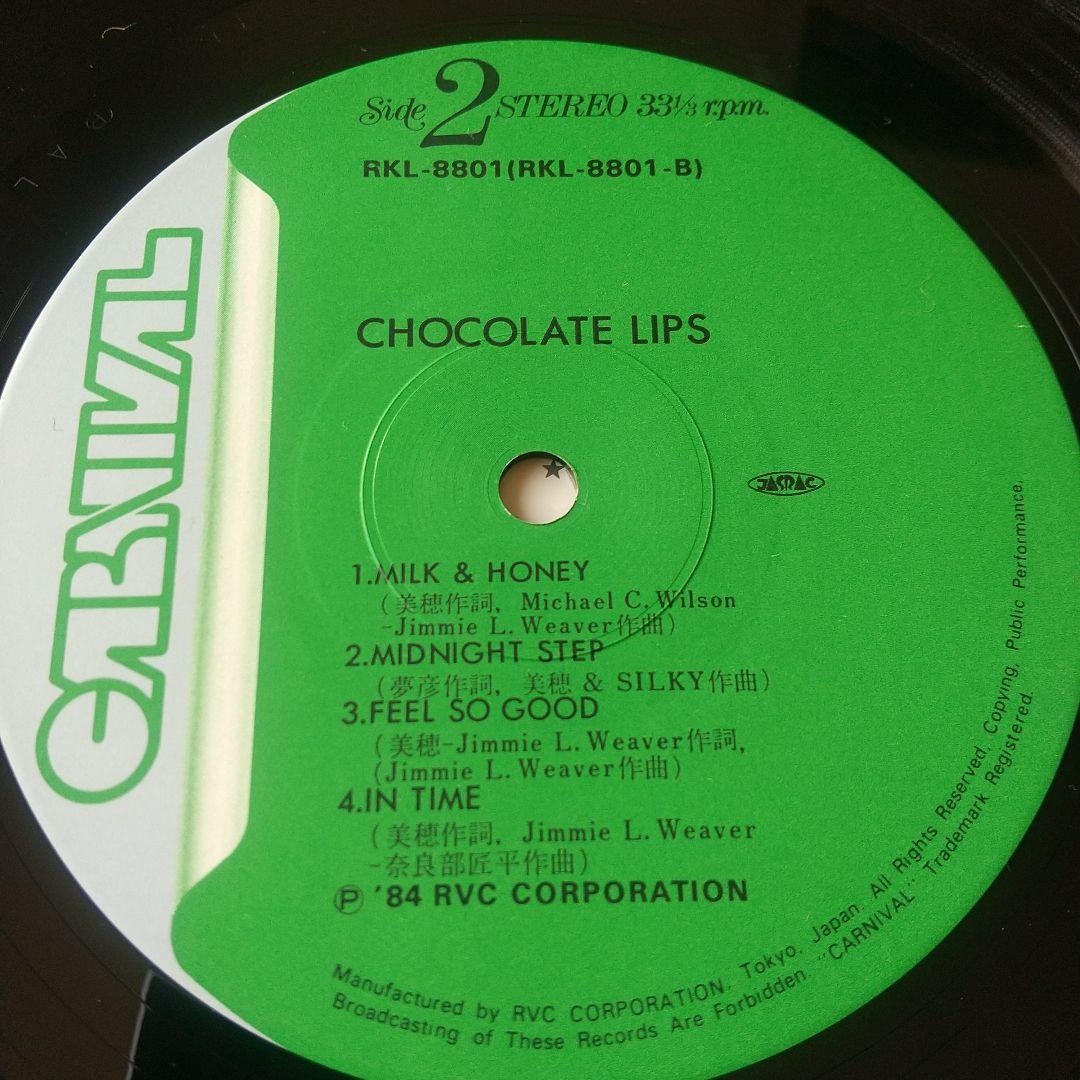 Side 2 STEREO 33 1/3 r.p.m.
RKL-8801(RKL-8801-B)
CARNIVAL
CHOCOLATE LIPS
JASRAC
1.MILK & HONEY
(美穂作詞, Michael C. Wilson
-Jimmie L. Weaver作曲)
2.MIDNIGHT STEP
(夢彦作詞, 美穂 & SILKY作曲)
3.FEEL SO GOOD
(美穂-Jimmie L. Weaver作詞,
(Jimmie L. Weaver作曲)
4.IN TIME
(美穂作詞, Jimmie L. Weaver
-奈良部匠平作曲)
Ⓟ '84 RVC CORPORATION
Manufactured by RVC CORPORATION, Tokyo, Japan. All Rights Reserved. Copying, Public Performance,
Broadcasting of These Records Are Forbidden. "CARNIVAL" Trademark Registered.